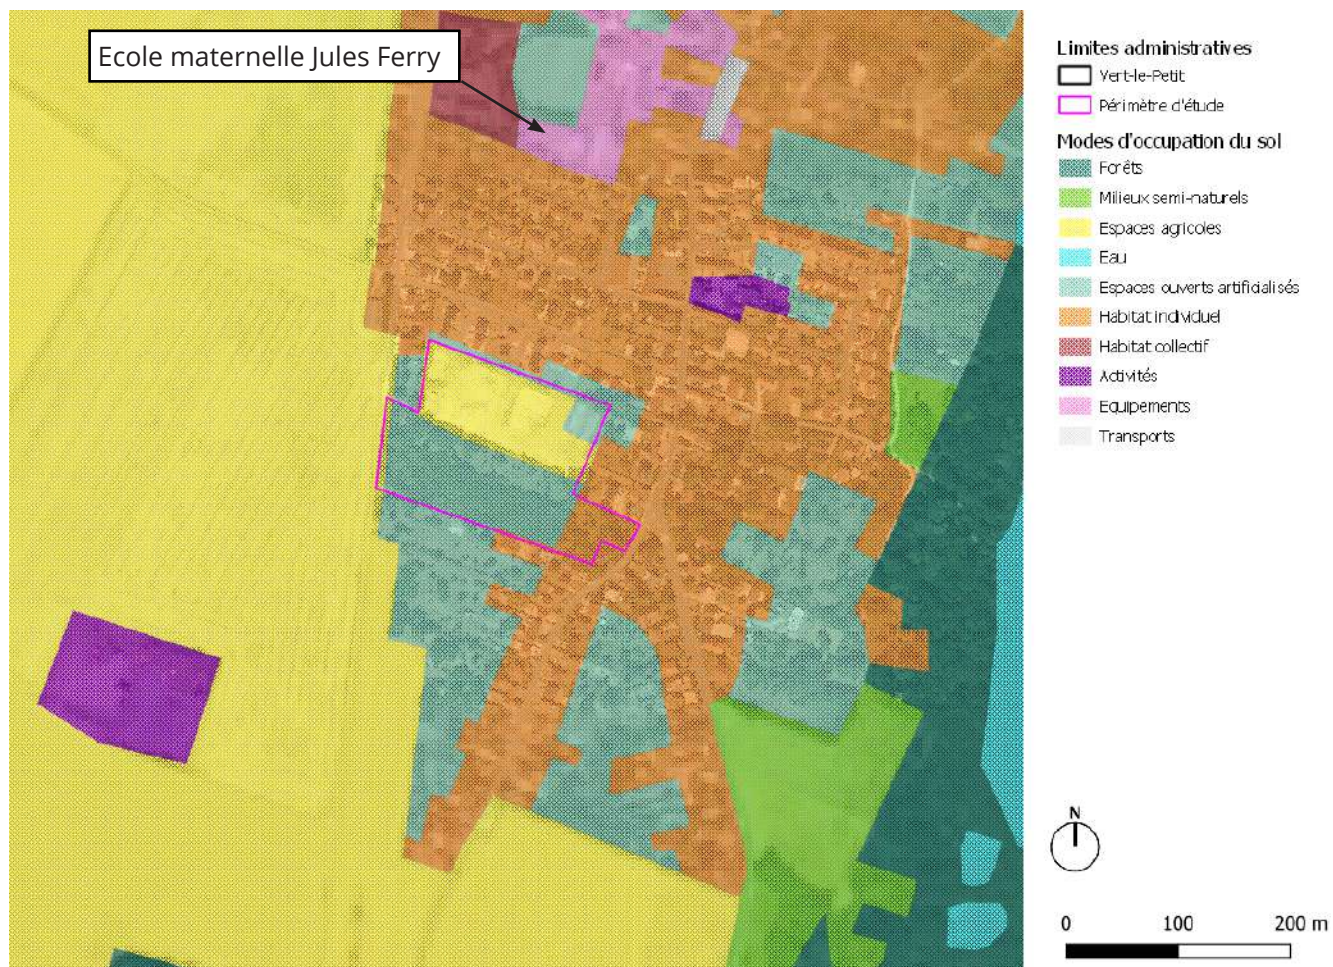 Ecole maternelle Jules Ferry
Limites administratives
Vert-le-Petit
Périmètre d'étude
Modes d'occupation du sol
Forêts
Milieux semi-naturels
Espaces agricoles
Eau
Espaces ouverts artificialisés
Habitat individuel
Habitat collectif
Activités
Equipements
Transports
N
0 100 200 m